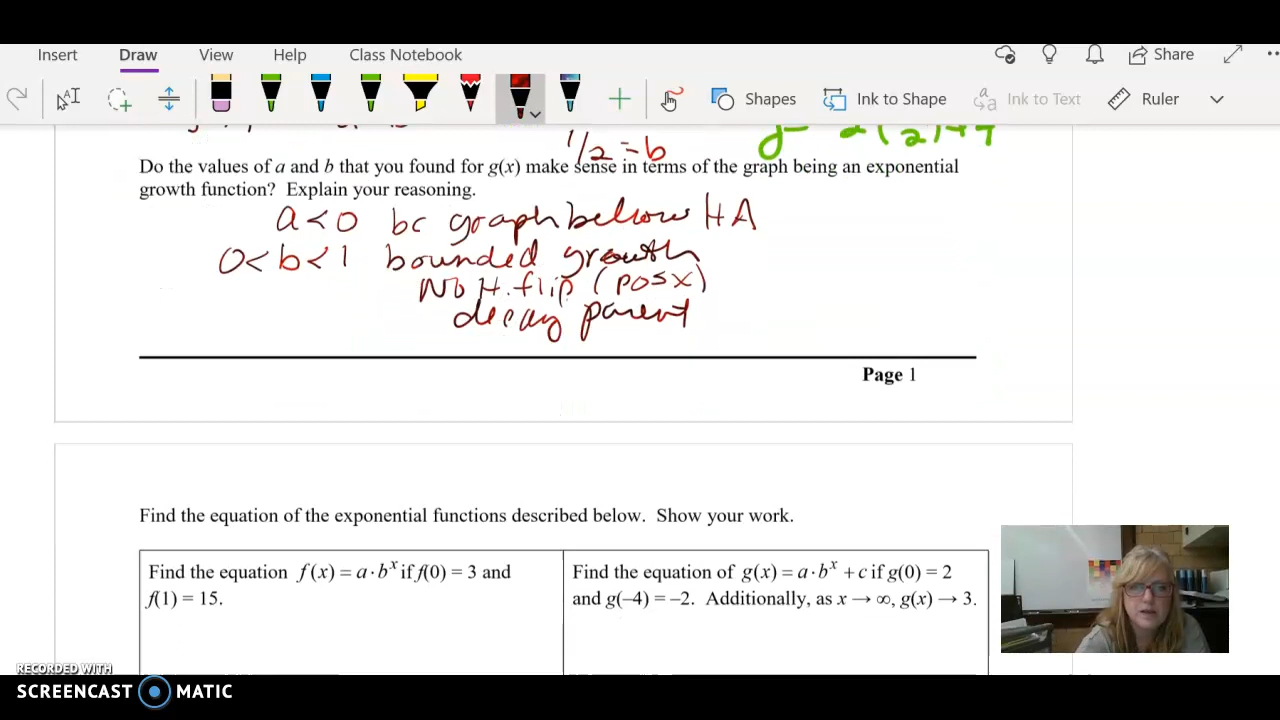 Insert Draw View Help Class Notebook Share
Shapes Ink to Shape Ink to Text Ruler
1/2 = b
Do the values of a and b that you found for g(x) make sense in terms of the graph being an exponential
growth function? Explain your reasoning.
a < 0 bc graph below HA
0 < b < 1 bounded growth
No H. flip (pos x)
decay parent
Page 1
Find the equation of the exponential functions described below. Show your work.
Find the equation f(x) = a · b^x if f(0) = 3 and
f(1) = 15.
Find the equation of g(x) = a · b^x + c if g(0) = 2
and g(–4) = –2. Additionally, as x → ∞, g(x) → 3.
RECORDED WITH
SCREENCAST MATIC